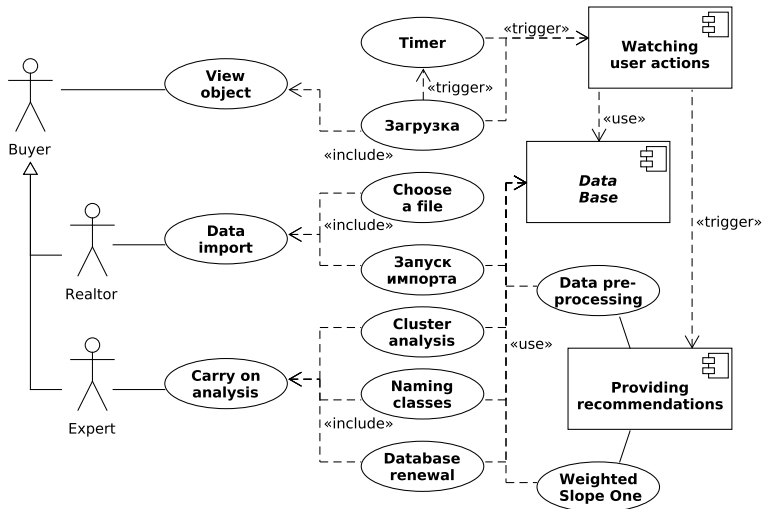 Timer
«trigger»
Watching
user actions
View
object
«trigger»
Buyer
Загрузка
«use»
«include»
Data
Base
Choose
a file
«include»
Data
import
«trigger»
Realtor
Запуск
импорта
Data pre-
processing
Cluster
analysis
«use»
Carry on
analysis
Naming
classes
Providing
recommendations
Expert
«include»
Database
renewal
Weighted
Slope One